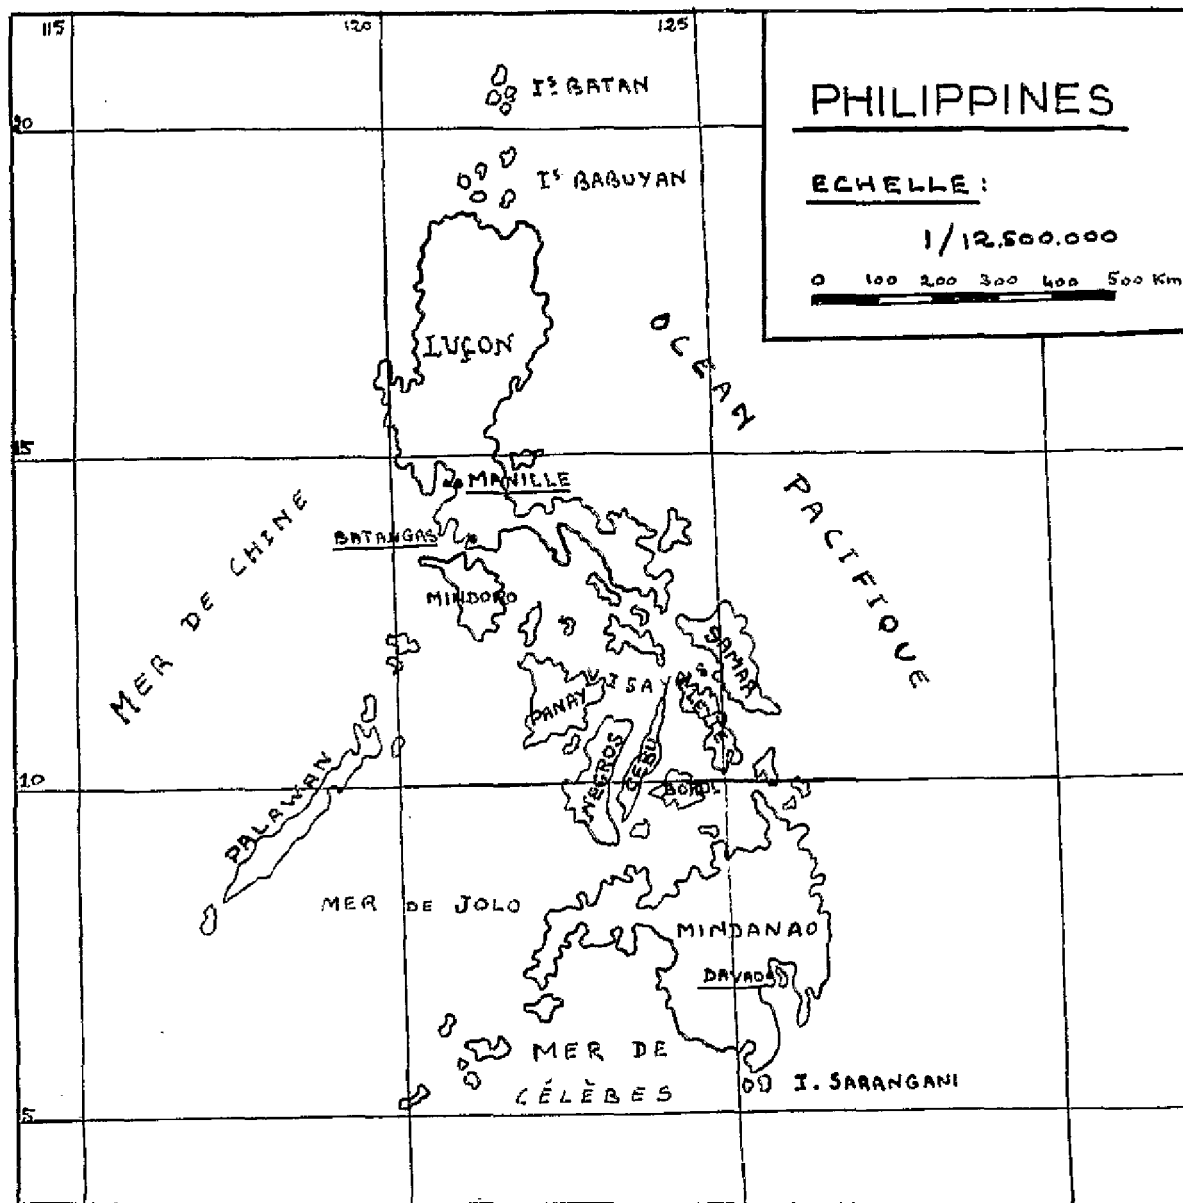 115
120
125
PHILIPPINES
ECHELLE:
1/12.500.000
0 100 200 300 400 500 Km
Iˢ BATAN
20
Iˢ BABUYAN
LUÇON
OCEAN
PACIFIQUE
15
MANILLE
MER DE CHINE
BATANGAS
MINDORO
SAMAR
VISAYAS
PANAY
LEYTE
NEGROS
CEBU
BOHOL
10
PALAWAN
MER DE JOLO
MINDANAO
DAVAO
MER DE
CÉLÈBES
I. SARANGANI
5